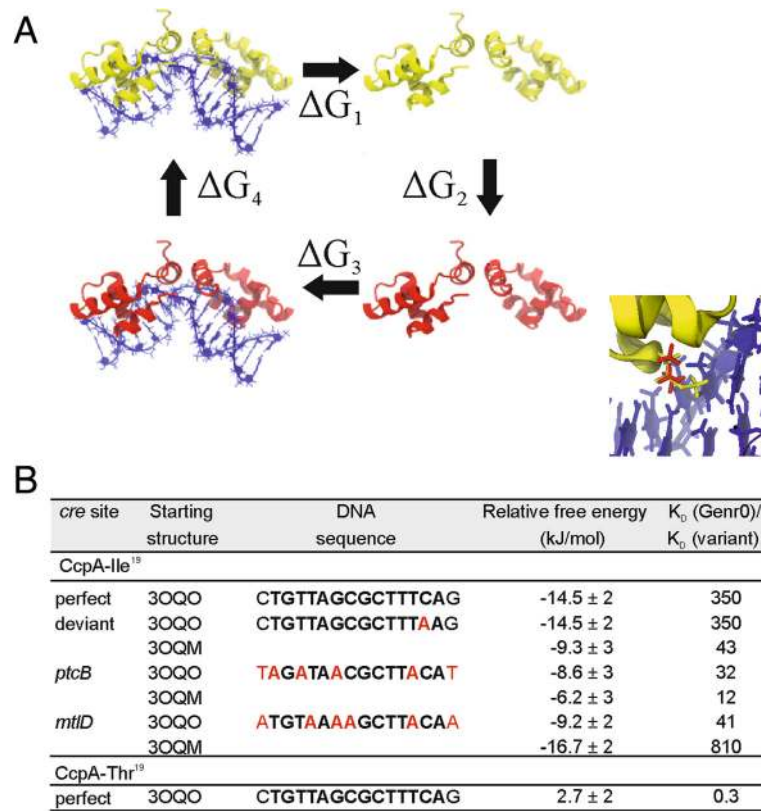 A
ΔG₁
ΔG₄
ΔG₂
ΔG₃
B
cre site Starting structure DNA sequence Relative free energy (kJ/mol) K_D (Genr0)/ K_D (variant)
CcpA-Ile¹⁹
perfect 3OQO CTGTTAGCGCTTTCAG -14.5 ± 2 350
deviant 3OQO CTGTTAGCGCTTTAAG -14.5 ± 2 350
3OQM -9.3 ± 3 43
ptcB 3OQO TAGATAACGCTTACAT -8.6 ± 3 32
3OQM -6.2 ± 3 12
mtlD 3OQO ATGTAAAAGCTTACAA -9.2 ± 2 41
3OQM -16.7 ± 2 810
CcpA-Thr¹⁹
perfect 3OQO CTGTTAGCGCTTTCAG 2.7 ± 2 0.3